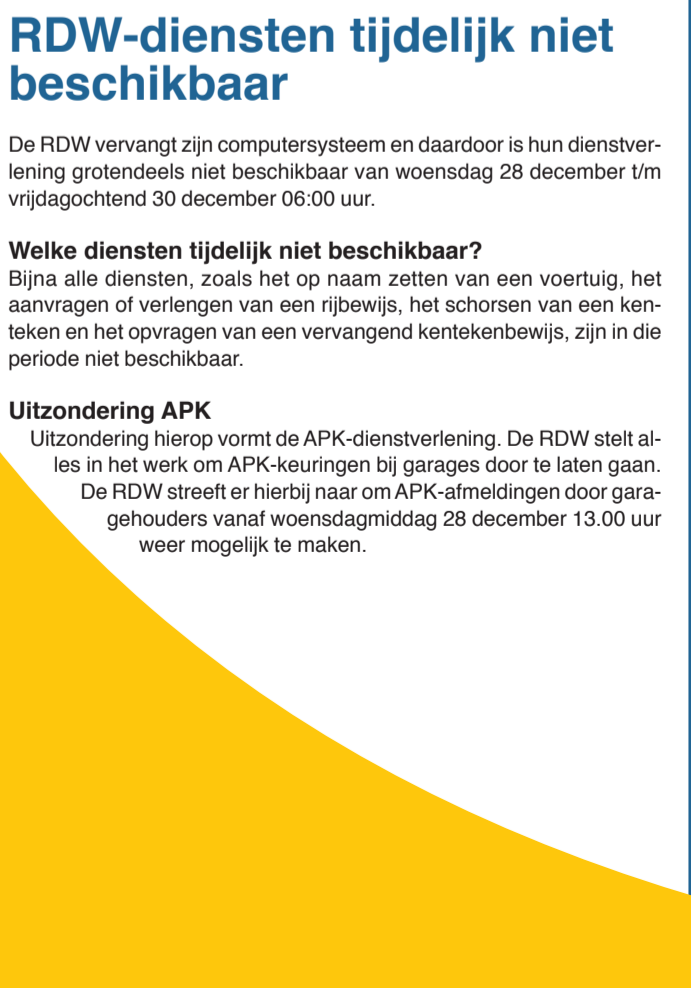 RDW-diensten tijdelijk niet
beschikbaar
De RDW vervangt zijn computersysteem en daardoor is hun dienstver-
lening grotendeels niet beschikbaar van woensdag 28 december t/m
vrijdagochtend 30 december 06:00 uur.
Welke diensten tijdelijk niet beschikbaar?
Bijna alle diensten, zoals het op naam zetten van een voertuig, het
aanvragen of verlengen van een rijbewijs, het schorsen van een ken-
teken en het opvragen van een vervangend kentekenbewijs, zijn in die
periode niet beschikbaar.
Uitzondering APK
Uitzondering hierop vormt de APK-dienstverlening. De RDW stelt al-
les in het werk om APK-keuringen bij garages door te laten gaan.
De RDW streeft er hierbij naar om APK-afmeldingen door gara-
gehouders vanaf woensdagmiddag 28 december 13.00 uur
weer mogelijk te maken.